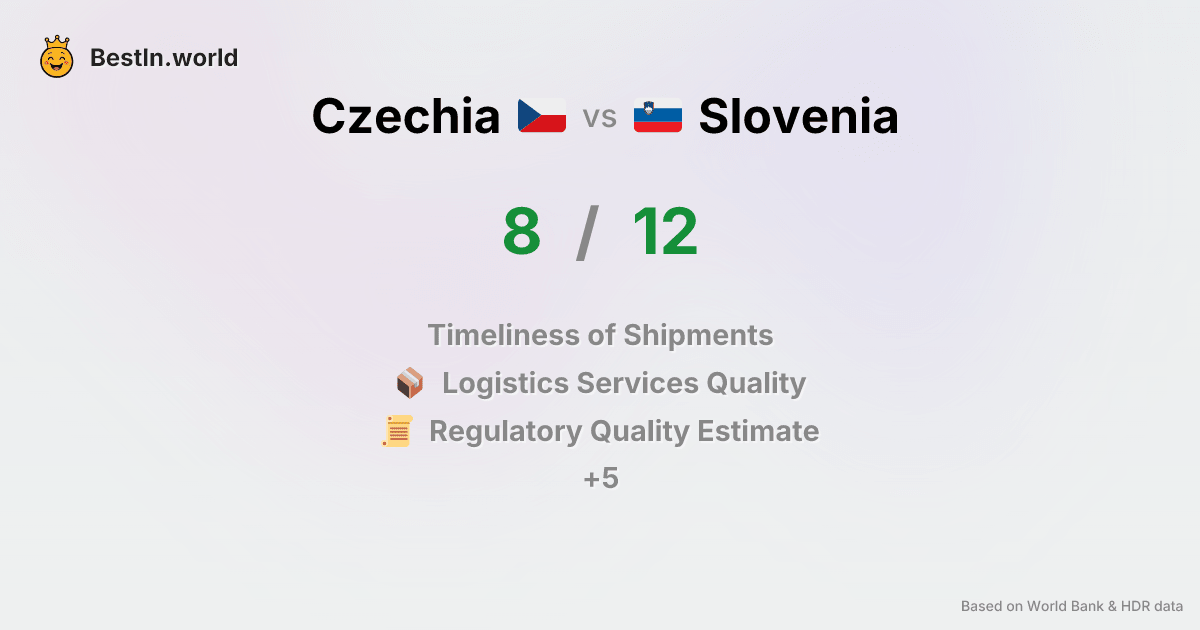 BestIn.world
Czechia vs Slovenia
8 / 12
Timeliness of Shipments
Logistics Services Quality
Regulatory Quality Estimate
+5
Based on World Bank & HDR data